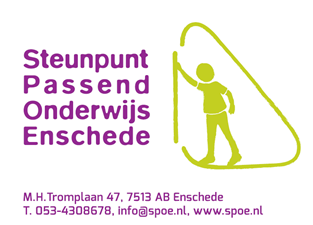 Steunpunt
Passend
Onderwijs
Enschede
M.H.Tromplaan 47, 7513 AB Enschede
T. 053-4308678, info@spoe.nl, www.spoe.nl